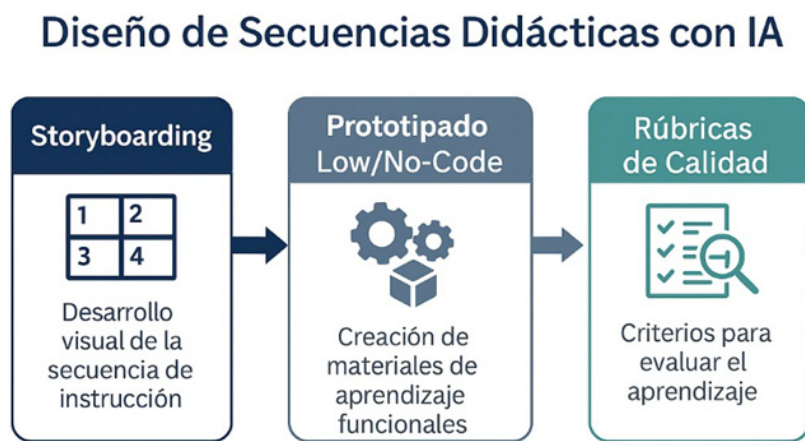 Diseño de Secuencias Didácticas con IA
Storyboarding
1 2
3 4
Desarrollo
visual de la
secuencia de
instrucción
Prototipado
Low/No-Code
Creación de
materiales de
aprendizaje
funcionales
Rúbricas
de Calidad
Criterios para
evaluar el
aprendizaje